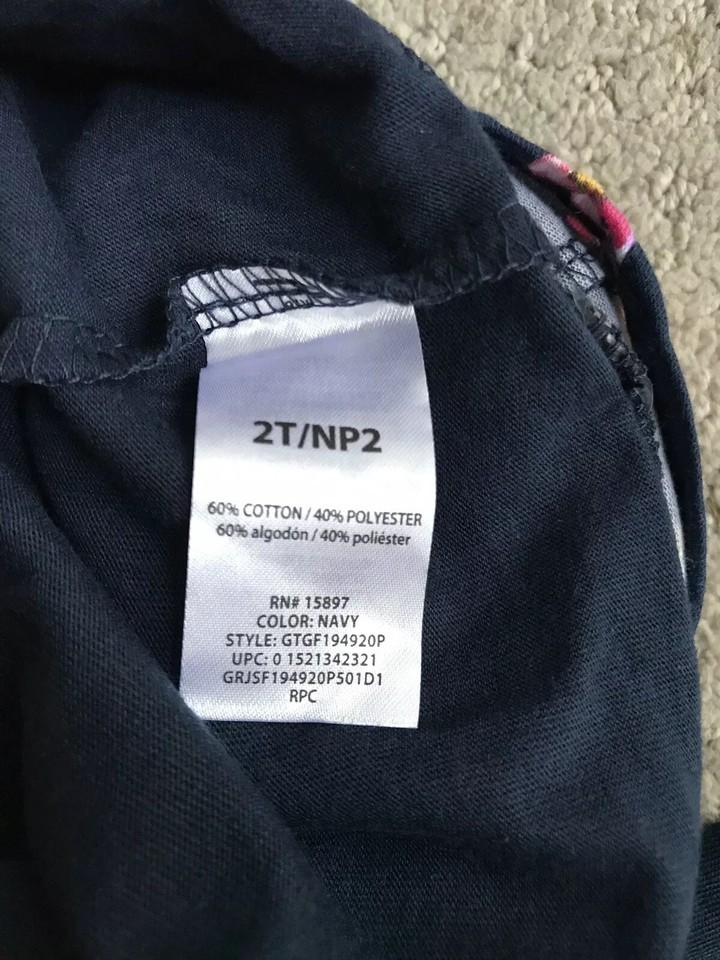 2T/NP2
60% COTTON / 40% POLYESTER
60% algodón / 40% poliéster
RN# 15897
COLOR: NAVY
STYLE: GTGF194920P
UPC: 0 1521342321
GRJSF194920P501D1
RPC